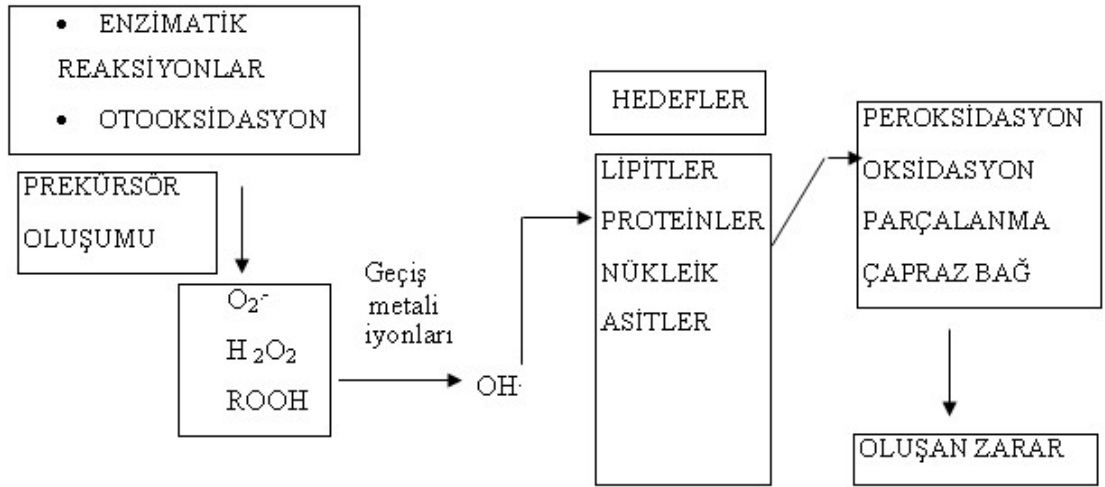 • ENZİMATİK
REAKSİYONLAR
• OTOOKSİDASYON
PREKÜRSÖR
OLUŞUMU
O₂·⁻
H₂O₂
ROOH
Geçiş
metali
iyonları
OH·
HEDEFLER
LİPİTLER
PROTEİNLER
NÜKLEİK
ASİTLER
PEROKSİDASYON
OKSİDASYON
PARÇALANMA
ÇAPRAZ BAĞ
OLUŞAN ZARAR